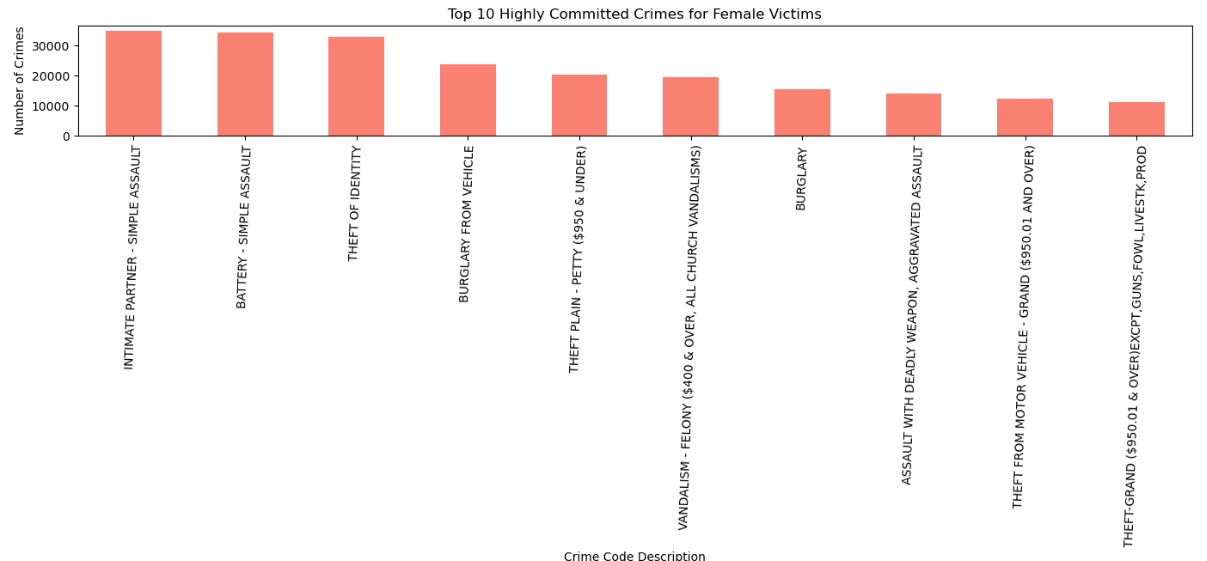 Top 10 Highly Committed Crimes for Female Victims
Number of Crimes
30000
20000
10000
0
INTIMATE PARTNER - SIMPLE ASSAULT
BATTERY - SIMPLE ASSAULT
THEFT OF IDENTITY
BURGLARY FROM VEHICLE
THEFT PLAIN - PETTY ($950 & UNDER)
VANDALISM - FELONY ($400 & OVER, ALL CHURCH VANDALISMS)
BURGLARY
ASSAULT WITH DEADLY WEAPON, AGGRAVATED ASSAULT
THEFT FROM MOTOR VEHICLE - GRAND ($950.01 AND OVER)
THEFT-GRAND ($950.01 & OVER)EXCPT,GUNS,FOWL,LIVESTK,PROD
Crime Code Description